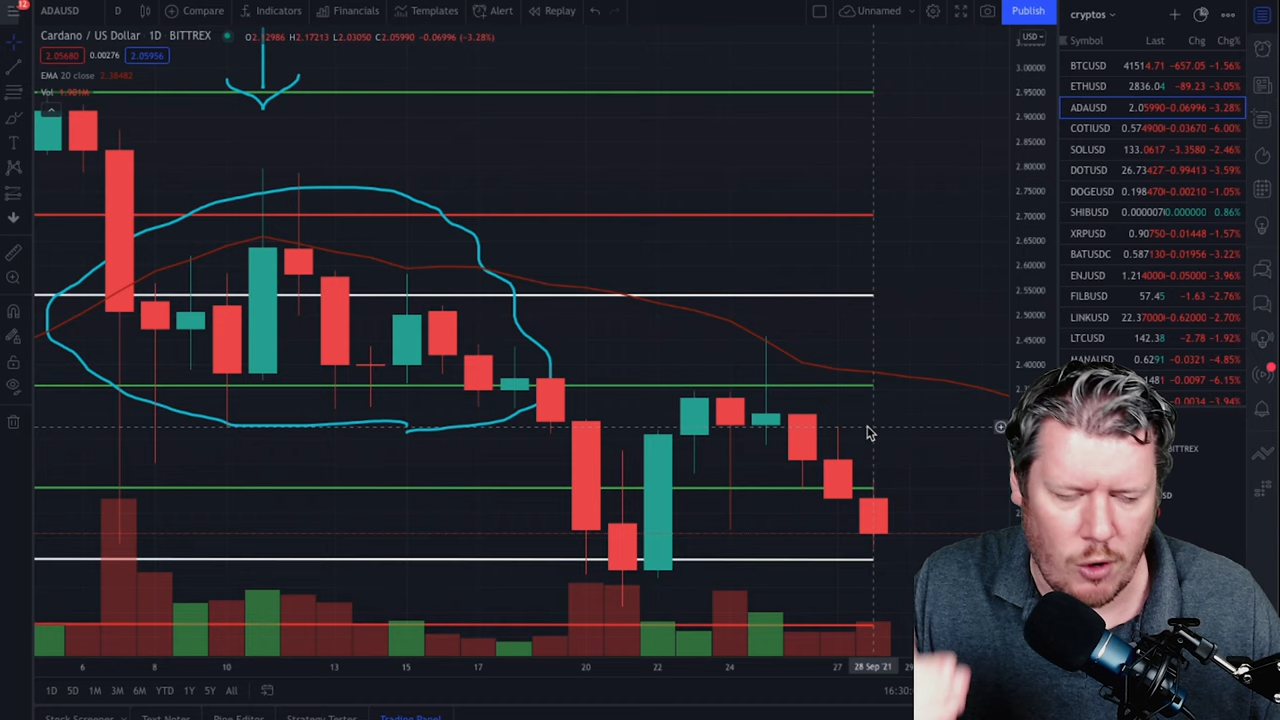 12
ADAUSD D Compare Indicators Financials Templates Alert Replay Unnamed Publish
Cardano / US Dollar 1D BITTREX O2.12986 H2.17213 L2.03050 C2.05990 -0.06996 (-3.28%)
2.05680 0.00276 2.05956
EMA 20 close 2.38482
Vol 1.901M
USD
3.00000
2.95000
2.90000
2.85000
2.80000
2.75000
2.70000
2.65000
2.60000
2.55000
2.50000
2.45000
2.40000
6 8 10 13 15 17 20 22 24 27 28 Sep '21 29
1D 5D 1M 3M 6M YTD 1Y 5Y All 16:30:0
Stock Screener Text Notes Pine Editor Strategy Tester Trading Panel
cryptos
Symbol Last Chg Chg%
BTCUSD 41514.71 -657.05 -1.56%
ETHUSD 2836.04 -89.23 -3.05%
ADAUSD 2.05990 -0.06996 -3.28%
COTIUSD 0.574900 -0.03670 -6.00%
SOLUSD 133.0617 -3.3580 -2.46%
DOTUSD 26.73427 -0.99413 -3.59%
DOGEUSD 0.198470 -0.00210 -1.05%
SHIBUSD 0.000007 0.000000 0.86%
XRPUSD 0.90750 -0.01448 -1.57%
BATUSDC 0.587130 -0.01956 -3.22%
ENJUSD 1.214000 -0.05000 -3.96%
FILBUSD 57.45 -1.63 -2.76%
LINKUSD 22.37000 -0.62000 -2.70%
LTCUSD 142.38 -2.78 -1.92%
MANAUSD 0.6291 -0.0321 -4.85%
1481 -0.0097 -6.15%
-0.0034 -3.94%
BITTREX